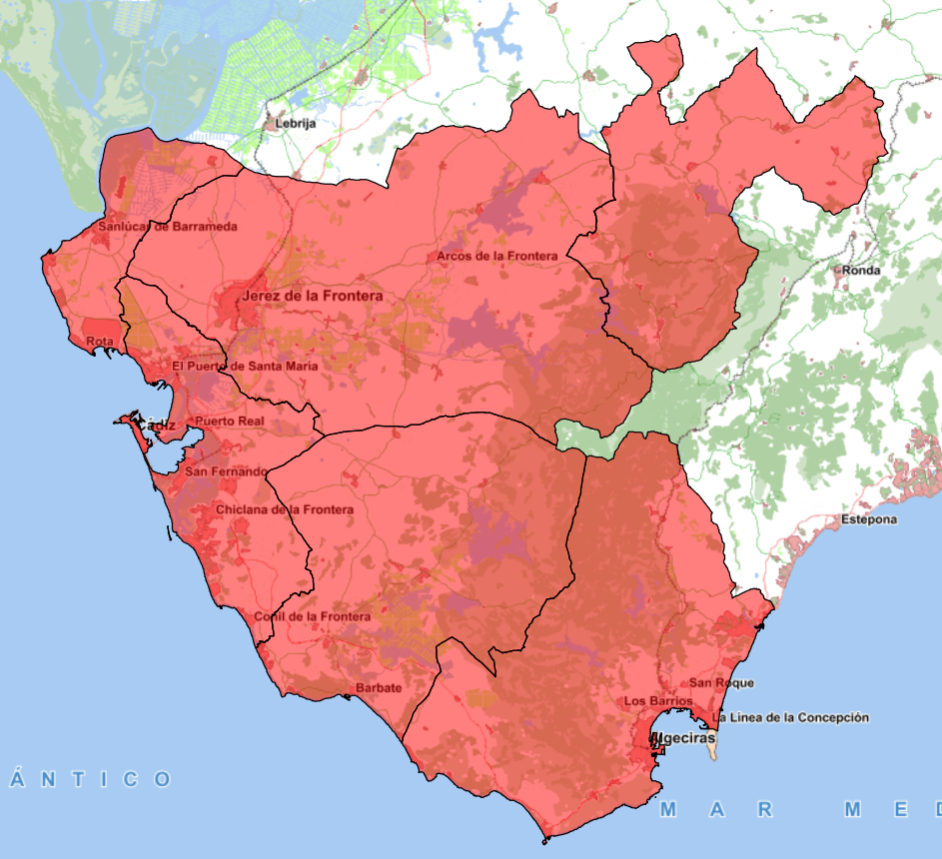 Lebrija
Sanlúcar de Barrameda
Arcos de la Frontera
Ronda
Jerez de la Frontera
Rota
El Puerto de Santa María
Cádiz
Puerto Real
San Fernando
Chiclana de la Frontera
Estepona
Conil de la Frontera
Barbate
San Roque
Los Barrios
La Linea de la Concepción
Algeciras
ÁNTICO
MAR MED